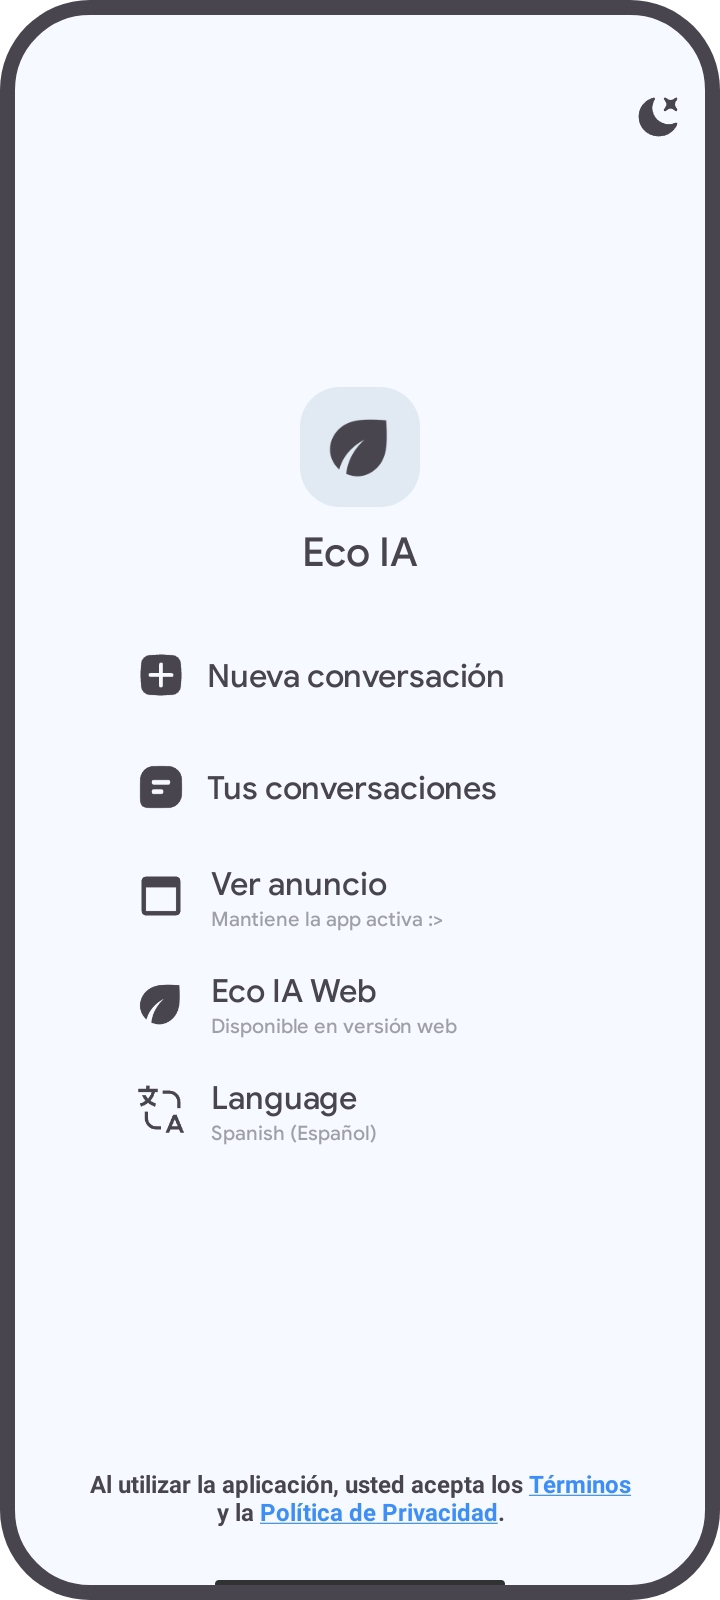 Eco IA
Nueva conversación
Tus conversaciones
Ver anuncio
Mantiene la app activa :>
Eco IA Web
Disponible en versión web
文
A
Language
Spanish (Español)
Al utilizar la aplicación, usted acepta los Términos
y la Política de Privacidad.